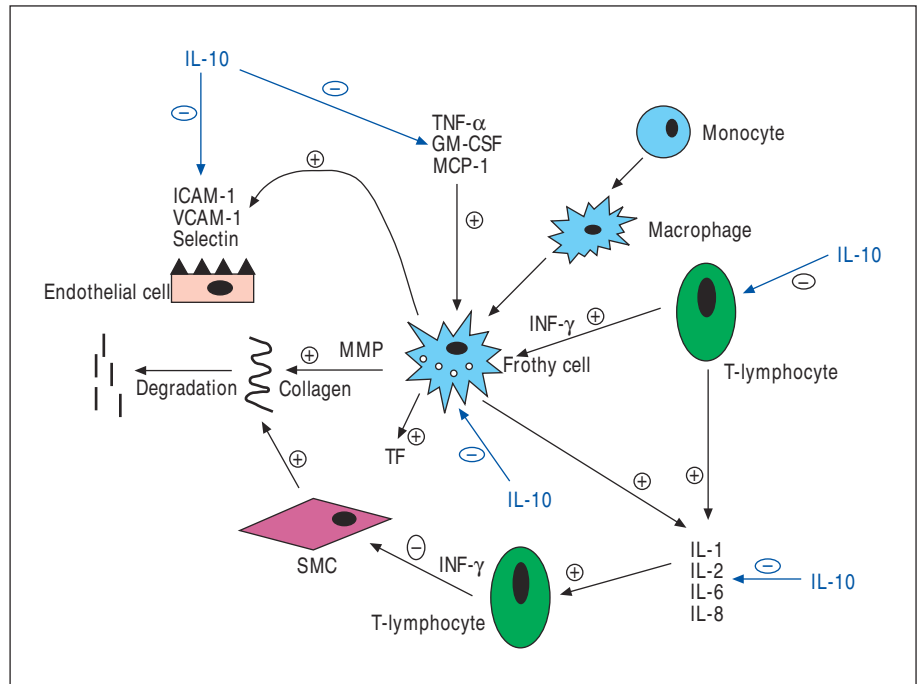 IL-10
−
−
TNF-α
GM-CSF
MCP-1
Monocyte
+
ICAM-1
VCAM-1
Selectin
+
Macrophage
IL-10
−
Endothelial cell
INF-γ
+
MMP
+
Frothy cell
T-lymphocyte
Degradation
Collagen
+
TF
−
+
+
+
IL-10
SMC
−
INF-γ
+
IL-1
IL-2
IL-6
IL-8
−
IL-10
T-lymphocyte